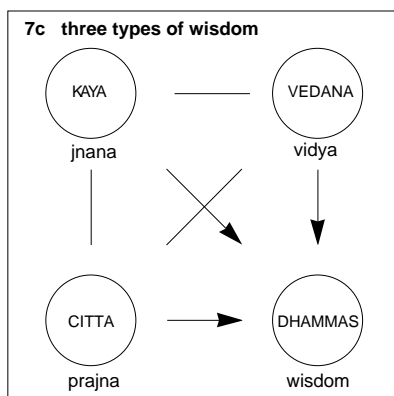 7c three types of wisdom
KAYA
VEDANA
jnana
vidya
CITTA
DHAMMAS
prajna
wisdom